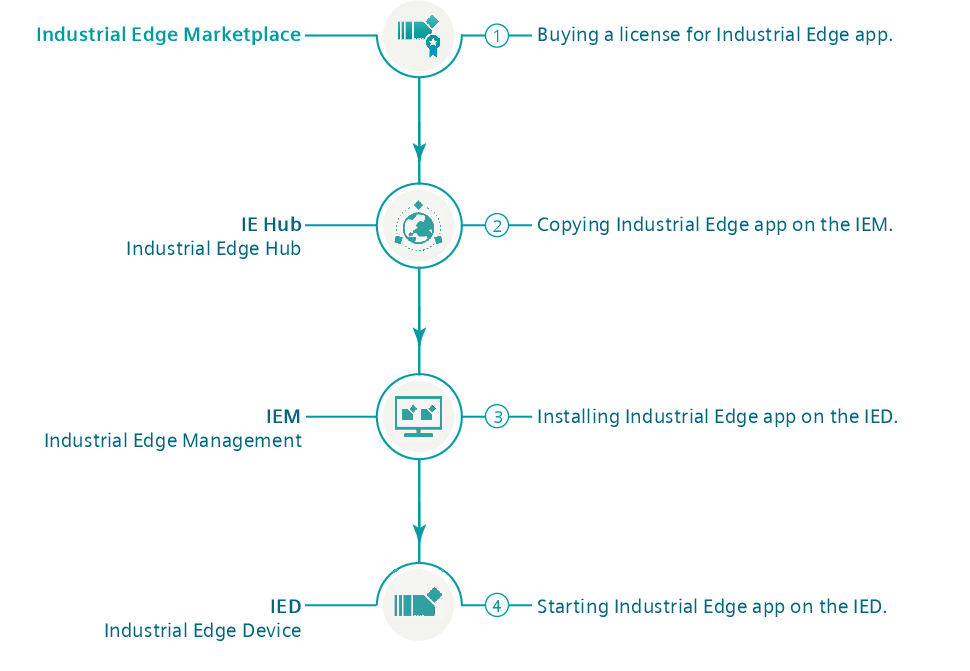 Industrial Edge Marketplace
1
Buying a license for Industrial Edge app.
IE Hub
Industrial Edge Hub
2
Copying Industrial Edge app on the IEM.
IEM
Industrial Edge Management
3
Installing Industrial Edge app on the IED.
IED
Industrial Edge Device
4
Starting Industrial Edge app on the IED.